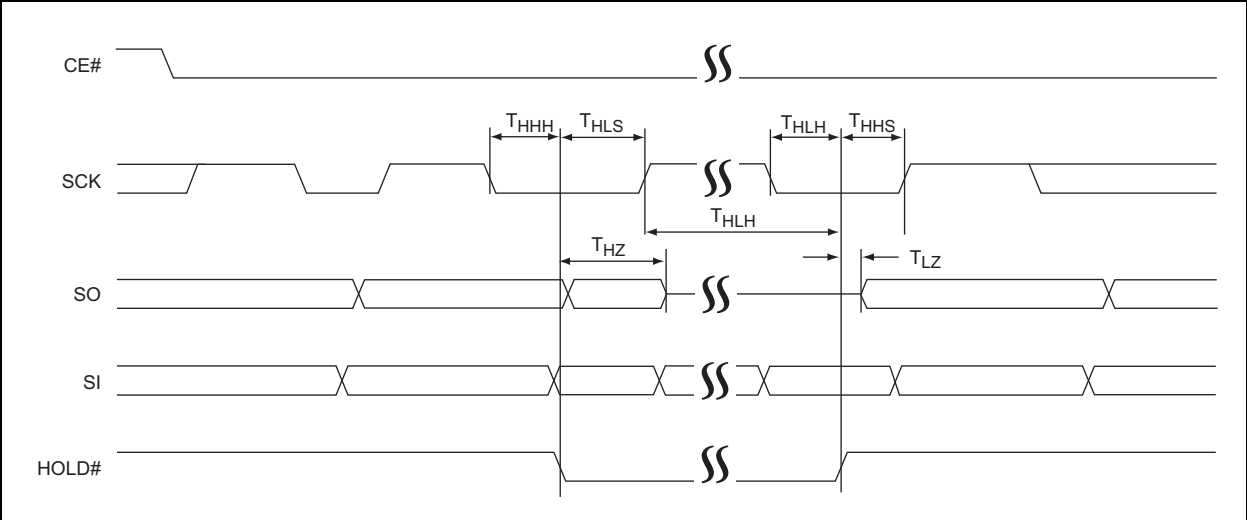 CE#
THHH THLS THLH THHS
SCK
THLH
THZ
TLZ
SO
SI
HOLD#